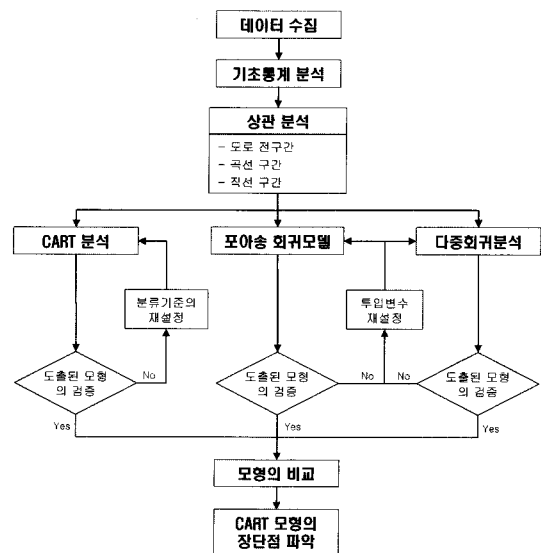 데이터 수집
기초통계 분석
상관 분석
- 도로 전구간
- 곡선 구간
- 직선 구간
CART 분석
포아송 회귀모델
다중회귀분석
분류기준의
재설정
투입변수
재설정
도출된 모형
의 검증
No
도출된 모형
의 검증
No
No
도출된 모형
의 검증
Yes
Yes
Yes
모형의 비교
CART 모형의
장단점 파악